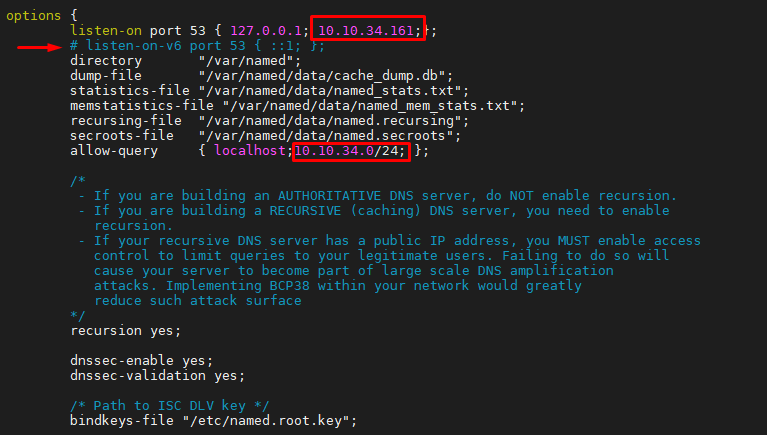 options {
listen-on port 53 { 127.0.0.1; 10.10.34.161;};
# listen-on-v6 port 53 { ::1; };
directory "/var/named";
dump-file "/var/named/data/cache_dump.db";
statistics-file "/var/named/data/named_stats.txt";
memstatistics-file "/var/named/data/named_mem_stats.txt";
recursing-file "/var/named/data/named.recursing";
secroots-file "/var/named/data/named.secroots";
allow-query { localhost;10.10.34.0/24; };
/*
- If you are building an AUTHORITATIVE DNS server, do NOT enable recursion.
- If you are building a RECURSIVE (caching) DNS server, you need to enable
recursion.
- If your recursive DNS server has a public IP address, you MUST enable access
control to limit queries to your legitimate users. Failing to do so will
cause your server to become part of large scale DNS amplification
attacks. Implementing BCP38 within your network would greatly
reduce such attack surface
*/
recursion yes;
dnssec-enable yes;
dnssec-validation yes;
/* Path to ISC DLV key */
bindkeys-file "/etc/named.root.key";